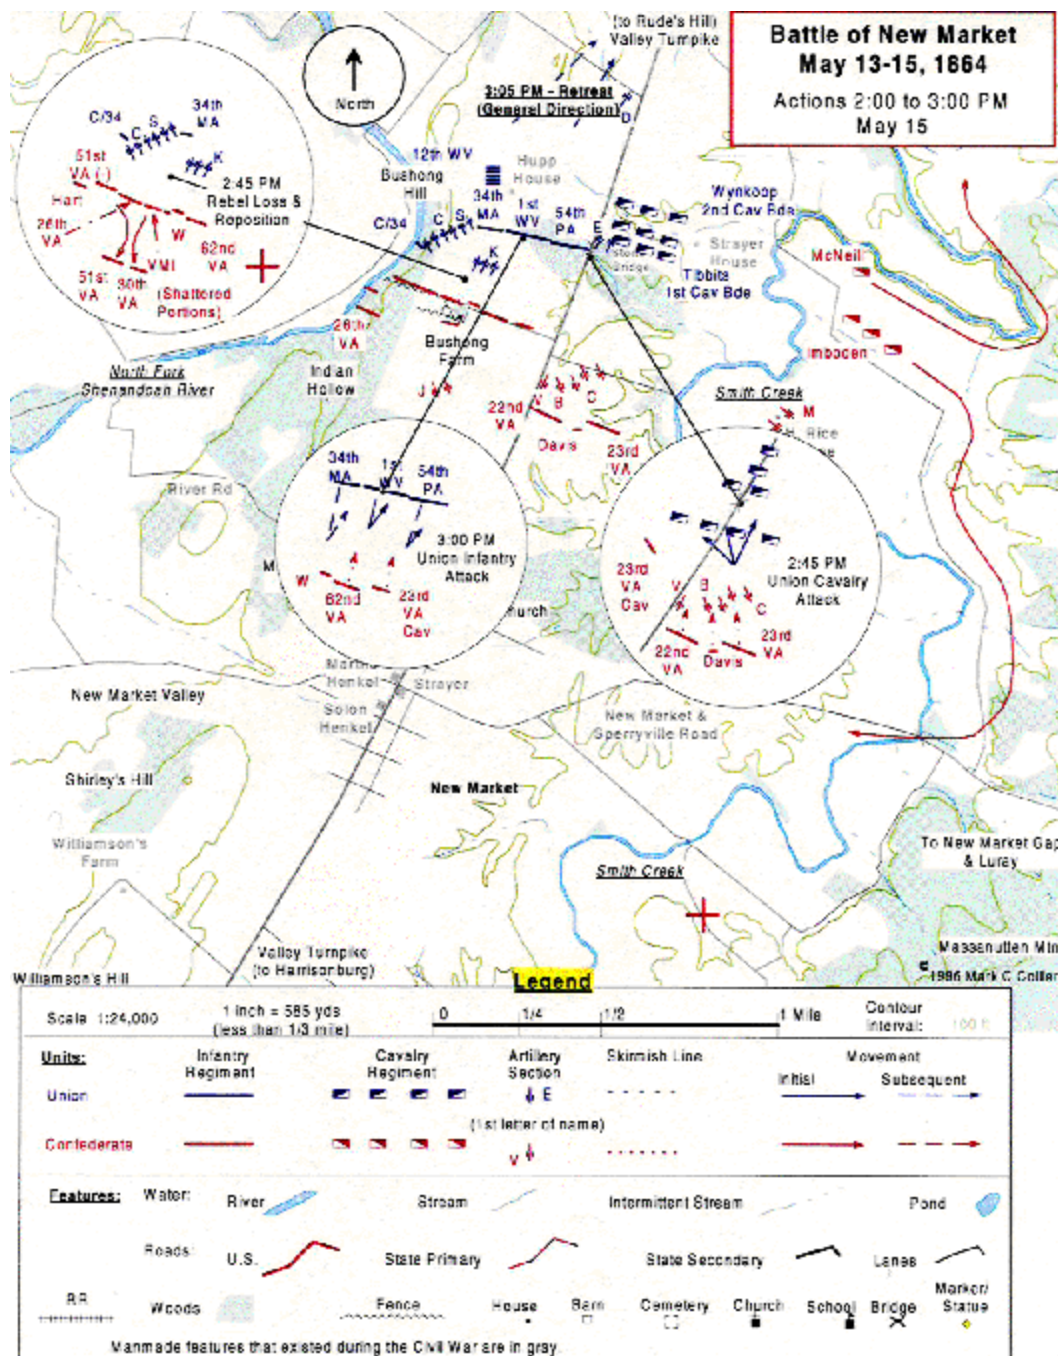 (to Rude's Hill)
Valley Turnpike
Battle of New Market
May 13-15, 1864
Actions 2:00 to 3:00 PM
May 15
North
3:05 PM - Retreat
(General Direction)
D
C/34
C
S
34th
MA
K
51st
VA (-)
Hart
26th
VA
2:45 PM
Rebel Loss &
Reposition
W
62nd
VA
VMI
51st
VA
30th
VA
(Shattered
Portions)
12th WV
Bushong
Hill
Hupp
House
C/34
C
S
34th
MA
1st
WV
54th
PA
E
K
Wynkoop
2nd Cav Bde
Strayer
House
Stone
Bridge
Tibbits
1st Cav Bde
McNeill
Imboden
26th
VA
Bushong
Farm
North Fork
Shenandoah River
Indian
Hollow
J
22nd
VA
V
B
C
Davis
23rd
VA
Smith Creek
M
H. Rice
River Rd
34th
MA
1st
WV
54th
PA
3:00 PM
Union Infantry
Attack
W
62nd
VA
23rd
VA
Cav
M
hurch
23rd
VA
Cav
V
B
C
2:45 PM
Union Cavalry
Attack
22nd
VA
Davis
23rd
VA
Henkel
Strayer
Solon
Henkel
New Market Valley
New Market &
Sperryville Road
Shirley's Hill
New Market
Williamson's
Farm
To New Market Gap
& Luray
Smith Creek
Valley Turnpike
(to Harrisonburg)
Williamson's Hill
Massanutten Mtn
1996 Mark C Collier
Legend
Scale 1:24,000
1 inch = 585 yds
(less than 1/3 mile)
0 1/4 1/2 1 Mile
Contour
Interval: 100 ft
Units: Infantry
Regiment
Cavalry
Regiment
Artillery
Section
Skirmish Line
Movement
Initial Subsequent
Union E
(1st letter of name)
Confederate V
Features: Water: River Stream Intermittent Stream Pond
Roads: U.S. State Primary State Secondary Lanes
RR Woods Fence House Barn Cemetery Church School Bridge Marker/
Statue
Manmade features that existed during the Civil War are in gray.